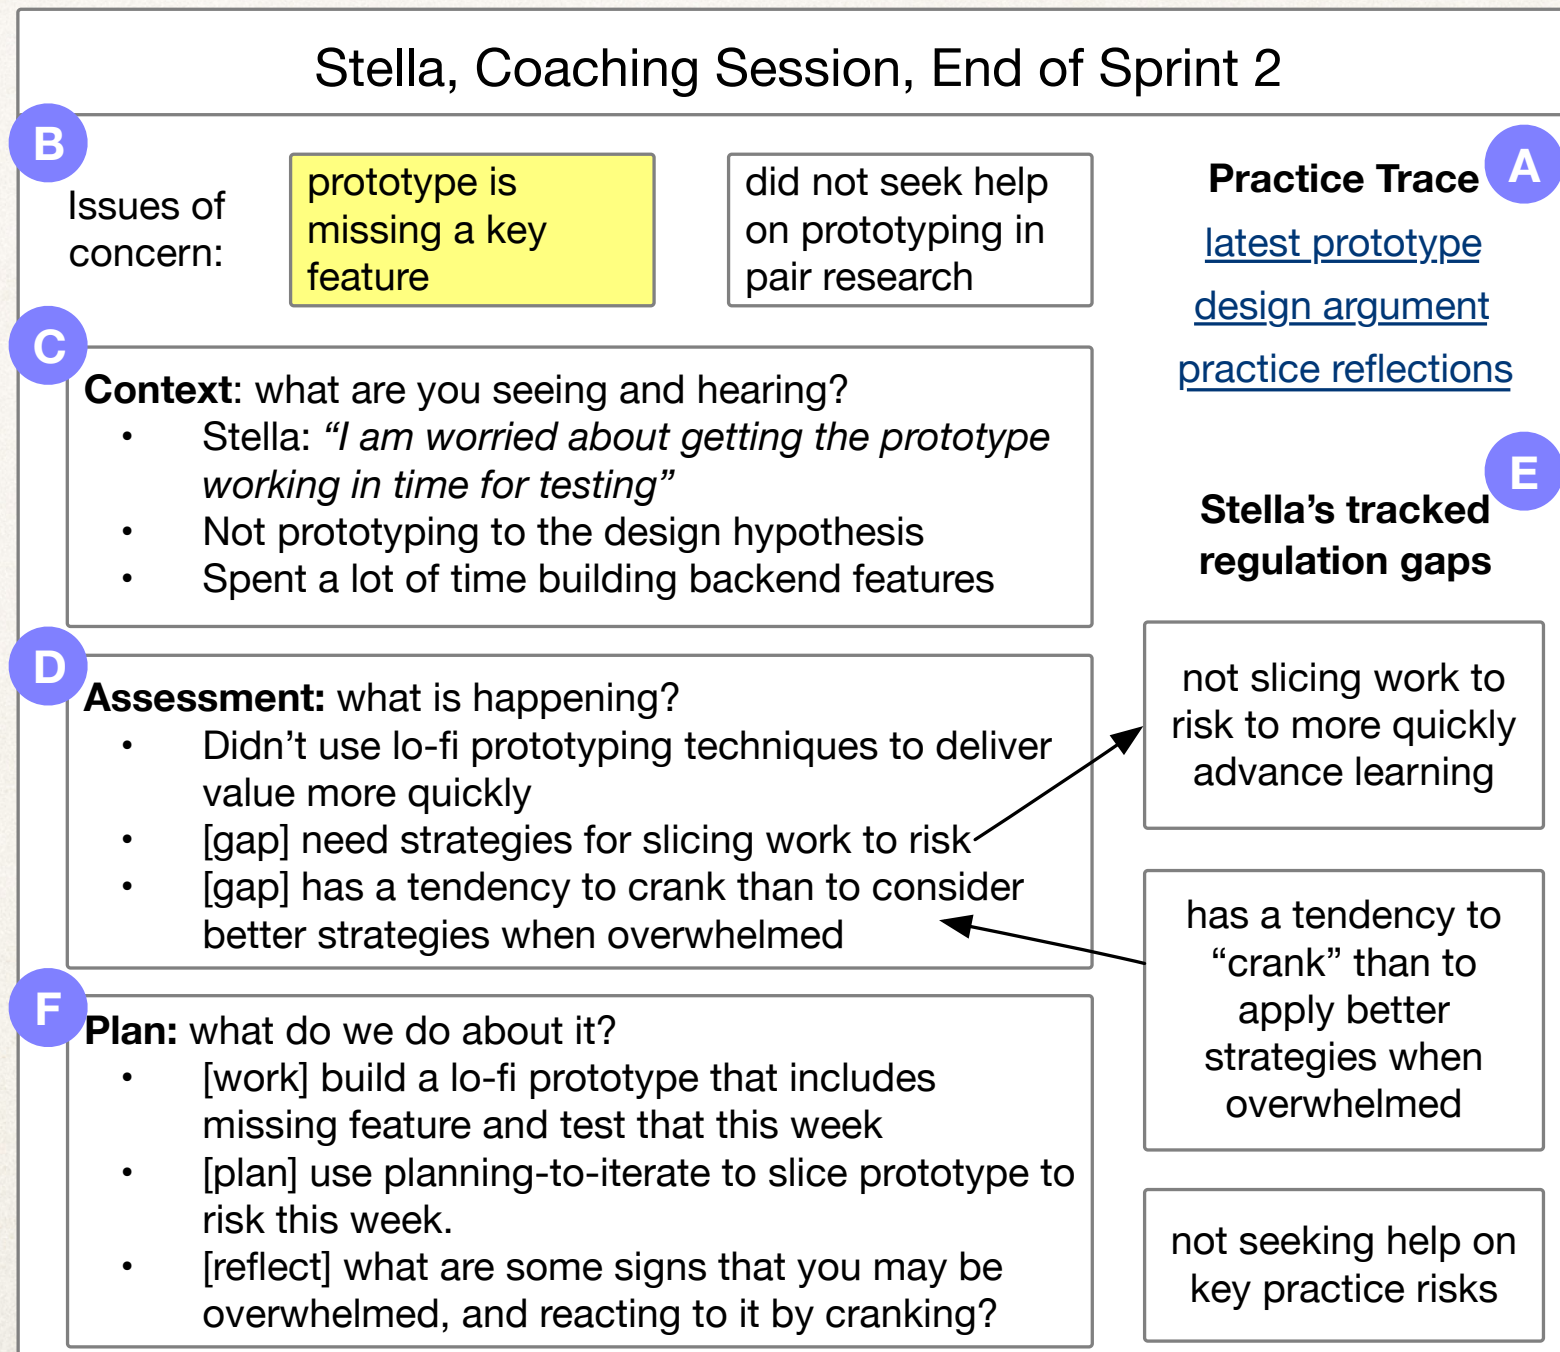 Stella, Coaching Session, End of Sprint 2
B
Issues of
concern:
prototype is
missing a key
feature
did not seek help
on prototyping in
pair research
A
Practice Trace
latest prototype
design argument
practice reflections
C
Context: what are you seeing and hearing?
• Stella: “I am worried about getting the prototype
working in time for testing”
• Not prototyping to the design hypothesis
• Spent a lot of time building backend features
D
Assessment: what is happening?
• Didn’t use lo-fi prototyping techniques to deliver
value more quickly
• [gap] need strategies for slicing work to risk
• [gap] has a tendency to crank than to consider
better strategies when overwhelmed
E
Stella’s tracked
regulation gaps
not slicing work to
risk to more quickly
advance learning
has a tendency to
“crank” than to
apply better
strategies when
overwhelmed
not seeking help on
key practice risks
F
Plan: what do we do about it?
• [work] build a lo-fi prototype that includes
missing feature and test that this week
• [plan] use planning-to-iterate to slice prototype to
risk this week.
• [reflect] what are some signs that you may be
overwhelmed, and reacting to it by cranking?